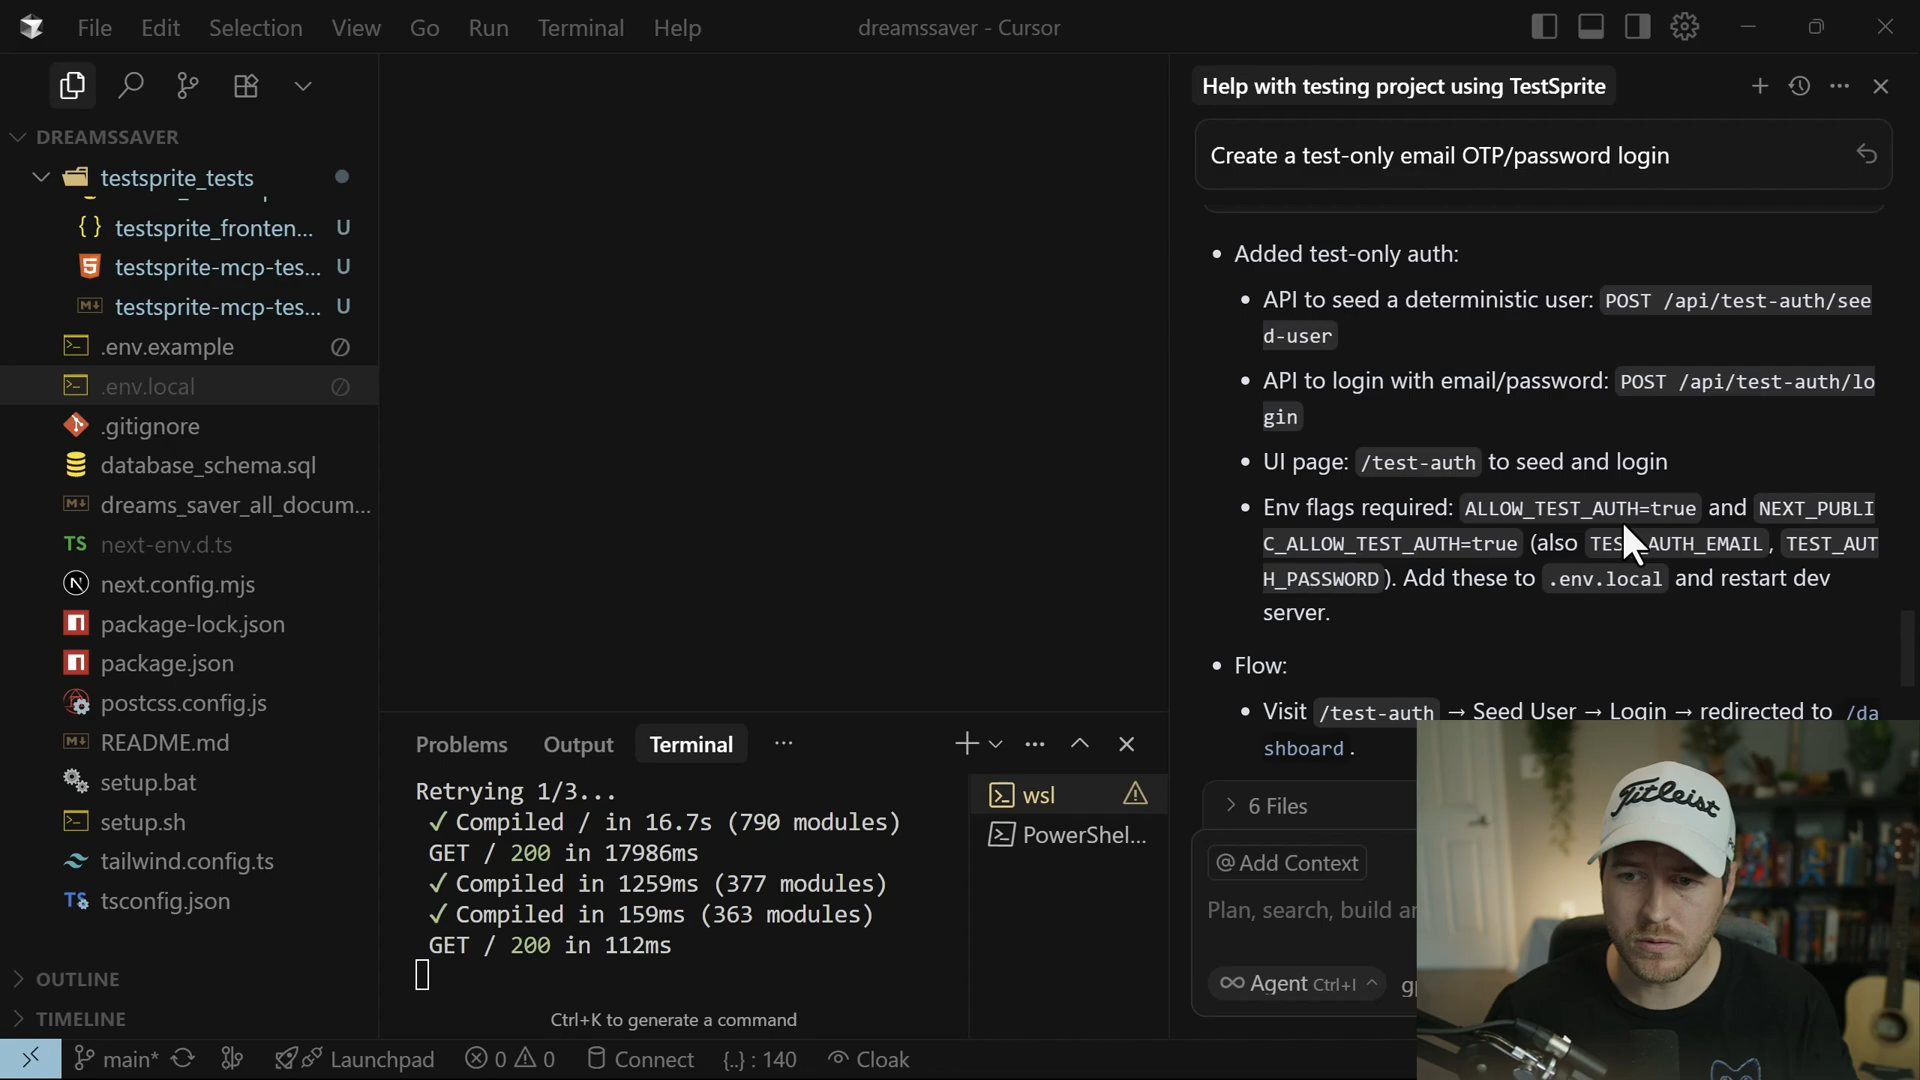 File Edit Selection View Go Run Terminal Help
dreamssaver - Cursor
DREAMSSAVER
testsprite_tests
testsprite_fronten... U
testsprite-mcp-tes... U
testsprite-mcp-tes... U
.env.example
.env.local
.gitignore
database_schema.sql
dreams_saver_all_docum...
TS next-env.d.ts
next.config.mjs
package-lock.json
package.json
postcss.config.js
README.md
setup.bat
setup.sh
tailwind.config.ts
TS tsconfig.json
OUTLINE
TIMELINE
Problems Output Terminal
Retrying 1/3...
✓ Compiled / in 16.7s (790 modules)
GET / 200 in 17986ms
✓ Compiled in 1259ms (377 modules)
✓ Compiled in 159ms (363 modules)
GET / 200 in 112ms
Ctrl+K to generate a command
wsl
PowerShel...
Help with testing project using TestSprite
Create a test-only email OTP/password login
• Added test-only auth:
• API to seed a deterministic user: POST /api/test-auth/see
d-user
• API to login with email/password: POST /api/test-auth/lo
gin
• UI page: /test-auth to seed and login
• Env flags required: ALLOW_TEST_AUTH=true and NEXT_PUBLI
C_ALLOW_TEST_AUTH=true (also TEST_AUTH_EMAIL, TEST_AUT
H_PASSWORD). Add these to .env.local and restart dev
server.
• Flow:
• Visit /test-auth → Seed User → Login → redirected to /da
shboard.
6 Files
@ Add Context
Plan, search, build
Agent Ctrl+I
Titleist
main* Launchpad 0 0 Connect {..} : 140 Cloak